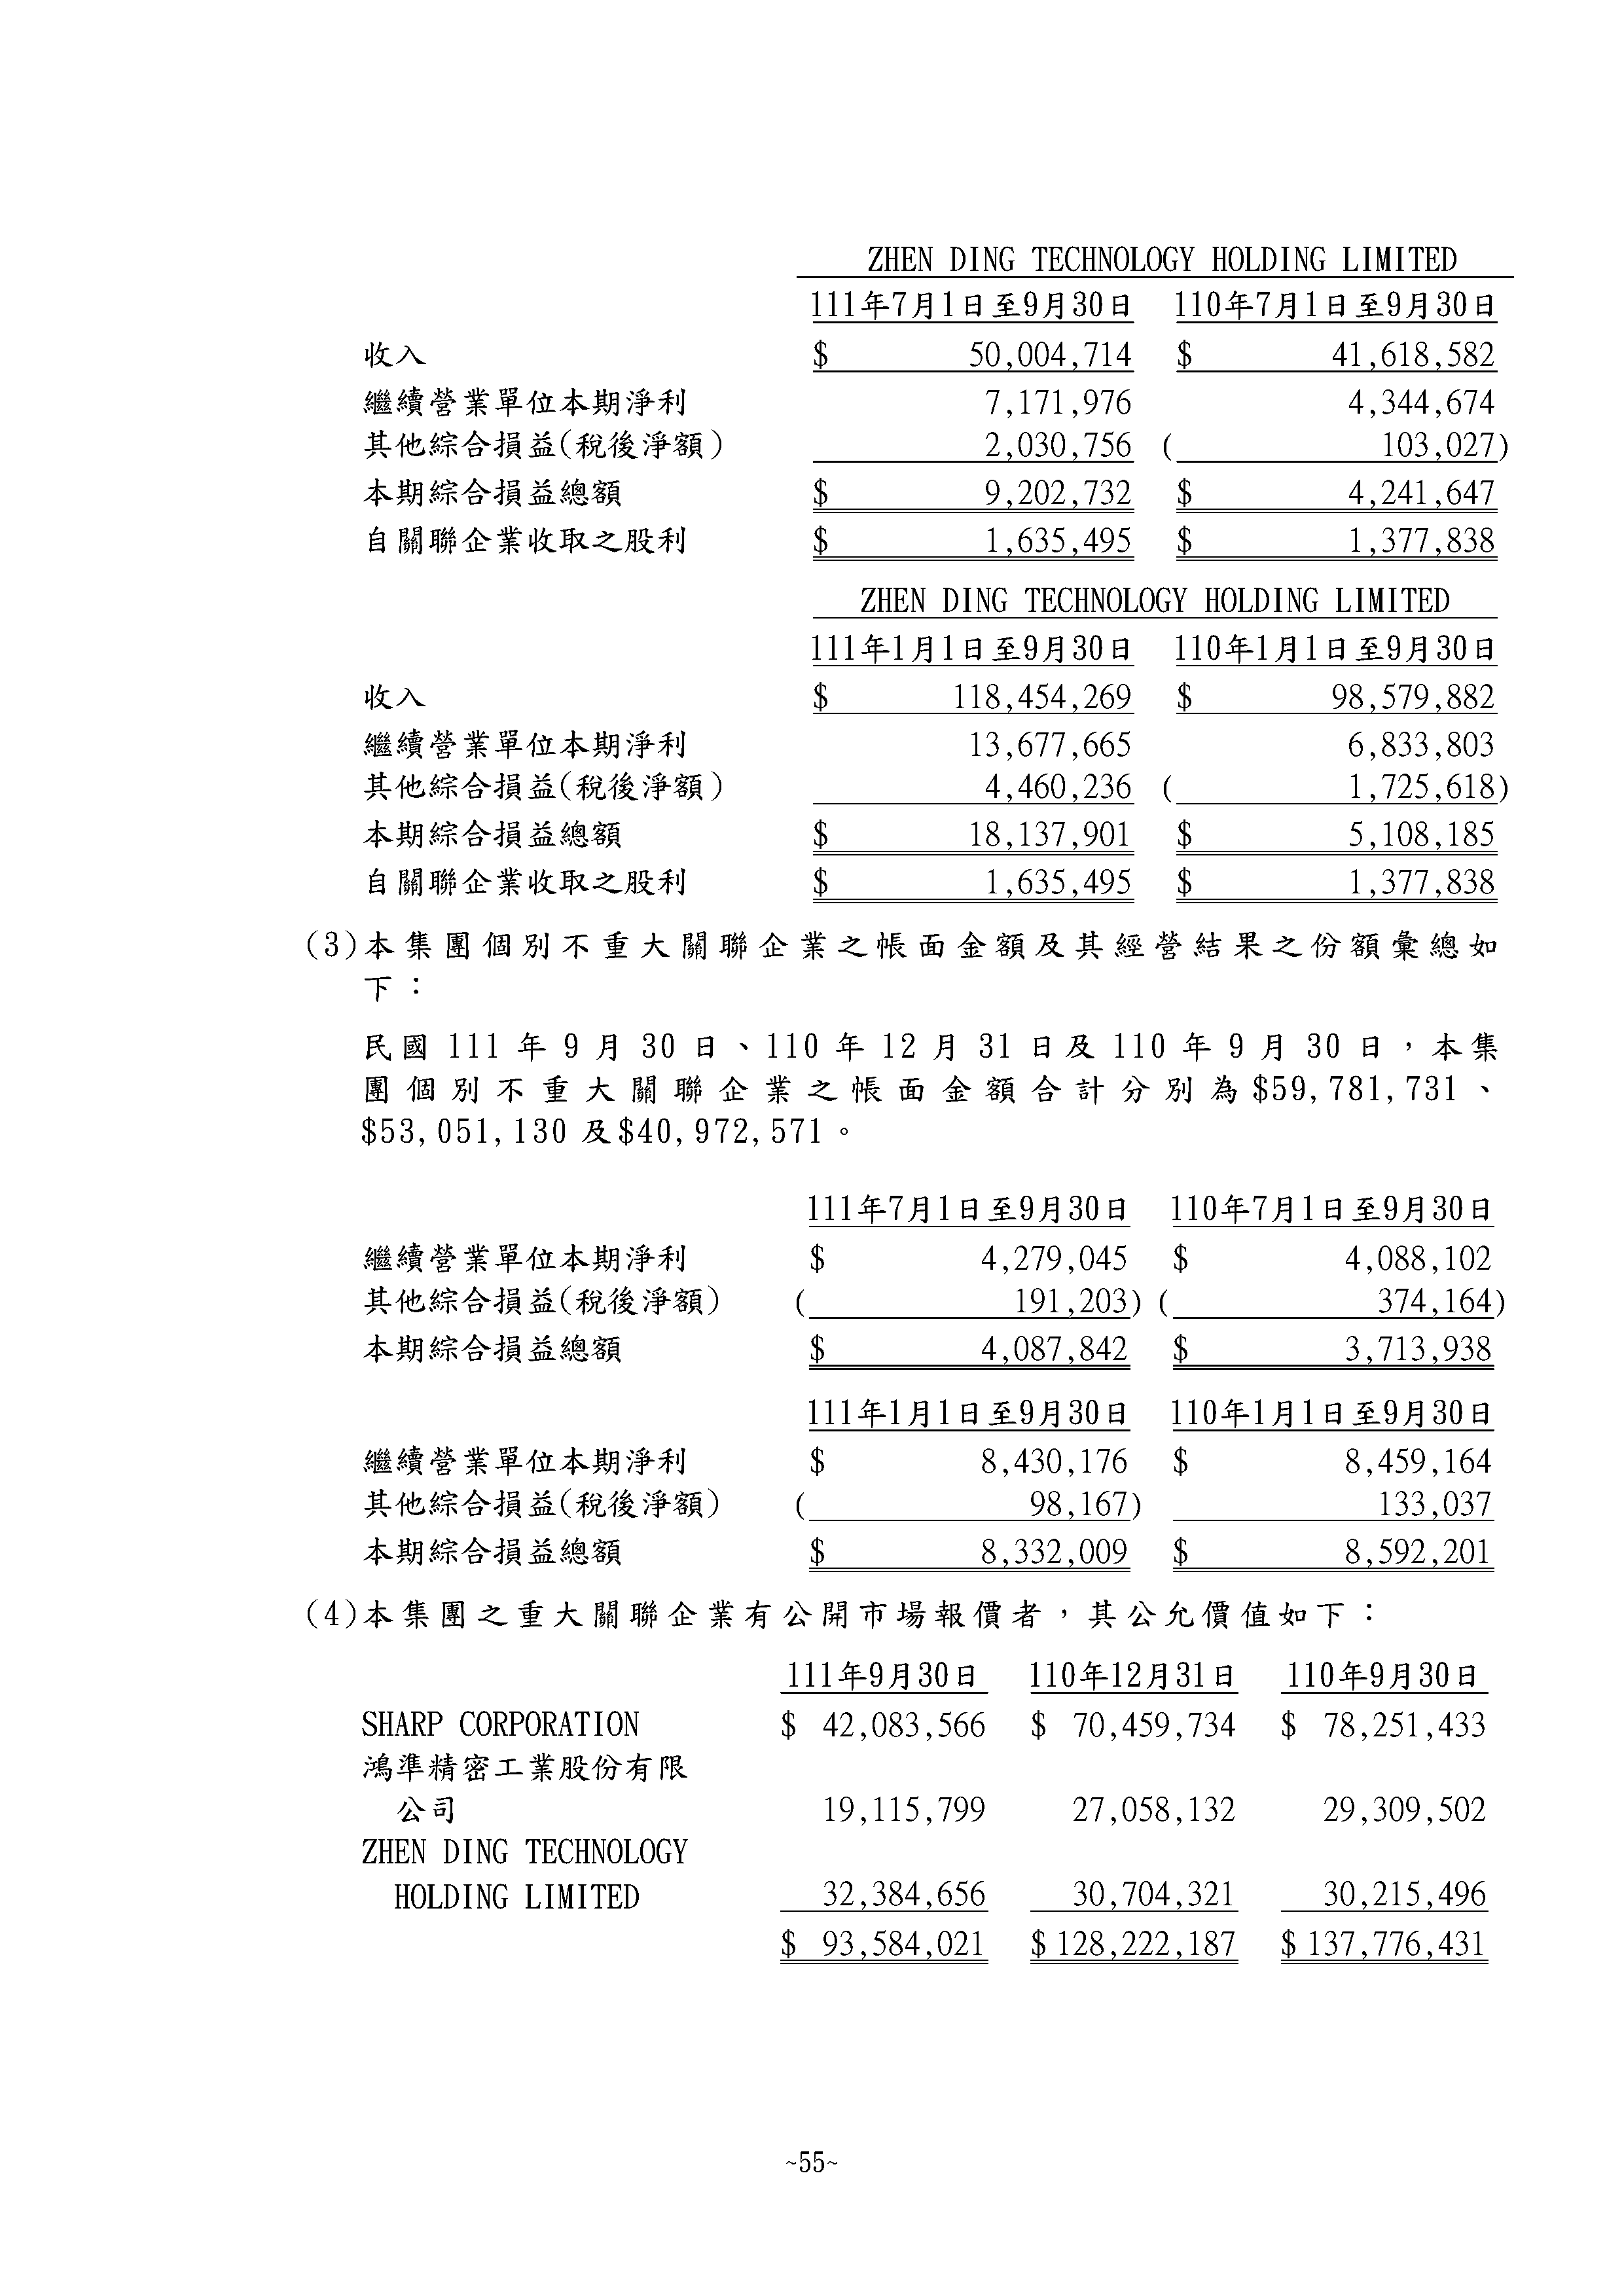 ZHEN DING TECHNOLOGY HOLDING LIMITED
111年7月1日至9月30日 110年7月1日至9月30日
收入 $ 50,004,714 $ 41,618,582
繼續營業單位本期淨利 7,171,976 4,344,674
其他綜合損益(稅後淨額) 2,030,756 ( 103,027)
本期綜合損益總額 $ 9,202,732 $ 4,241,647
自關聯企業收取之股利 $ 1,635,495 $ 1,377,838
ZHEN DING TECHNOLOGY HOLDING LIMITED
111年1月1日至9月30日 110年1月1日至9月30日
收入 $ 118,454,269 $ 98,579,882
繼續營業單位本期淨利 13,677,665 6,833,803
其他綜合損益(稅後淨額) 4,460,236 ( 1,725,618)
本期綜合損益總額 $ 18,137,901 $ 5,108,185
自關聯企業收取之股利 $ 1,635,495 $ 1,377,838
(3)本集團個別不重大關聯企業之帳面金額及其經營結果之份額彙總如
下：
民國 111 年 9 月 30 日、110 年 12 月 31 日及 110 年 9 月 30 日，本集
團個別不重大關聯企業之帳面金額合計分別為$59,781,731、
$53,051,130 及$40,972,571。
111年7月1日至9月30日 110年7月1日至9月30日
繼續營業單位本期淨利 $ 4,279,045 $ 4,088,102
其他綜合損益(稅後淨額) ( 191,203) ( 374,164)
本期綜合損益總額 $ 4,087,842 $ 3,713,938
111年1月1日至9月30日 110年1月1日至9月30日
繼續營業單位本期淨利 $ 8,430,176 $ 8,459,164
其他綜合損益(稅後淨額) ( 98,167) 133,037
本期綜合損益總額 $ 8,332,009 $ 8,592,201
(4)本集團之重大關聯企業有公開市場報價者，其公允價值如下：
111年9月30日 110年12月31日 110年9月30日
SHARP CORPORATION $ 42,083,566 $ 70,459,734 $ 78,251,433
鴻準精密工業股份有限
公司 19,115,799 27,058,132 29,309,502
ZHEN DING TECHNOLOGY
HOLDING LIMITED 32,384,656 30,704,321 30,215,496
$ 93,584,021 $ 128,222,187 $ 137,776,431
~55~